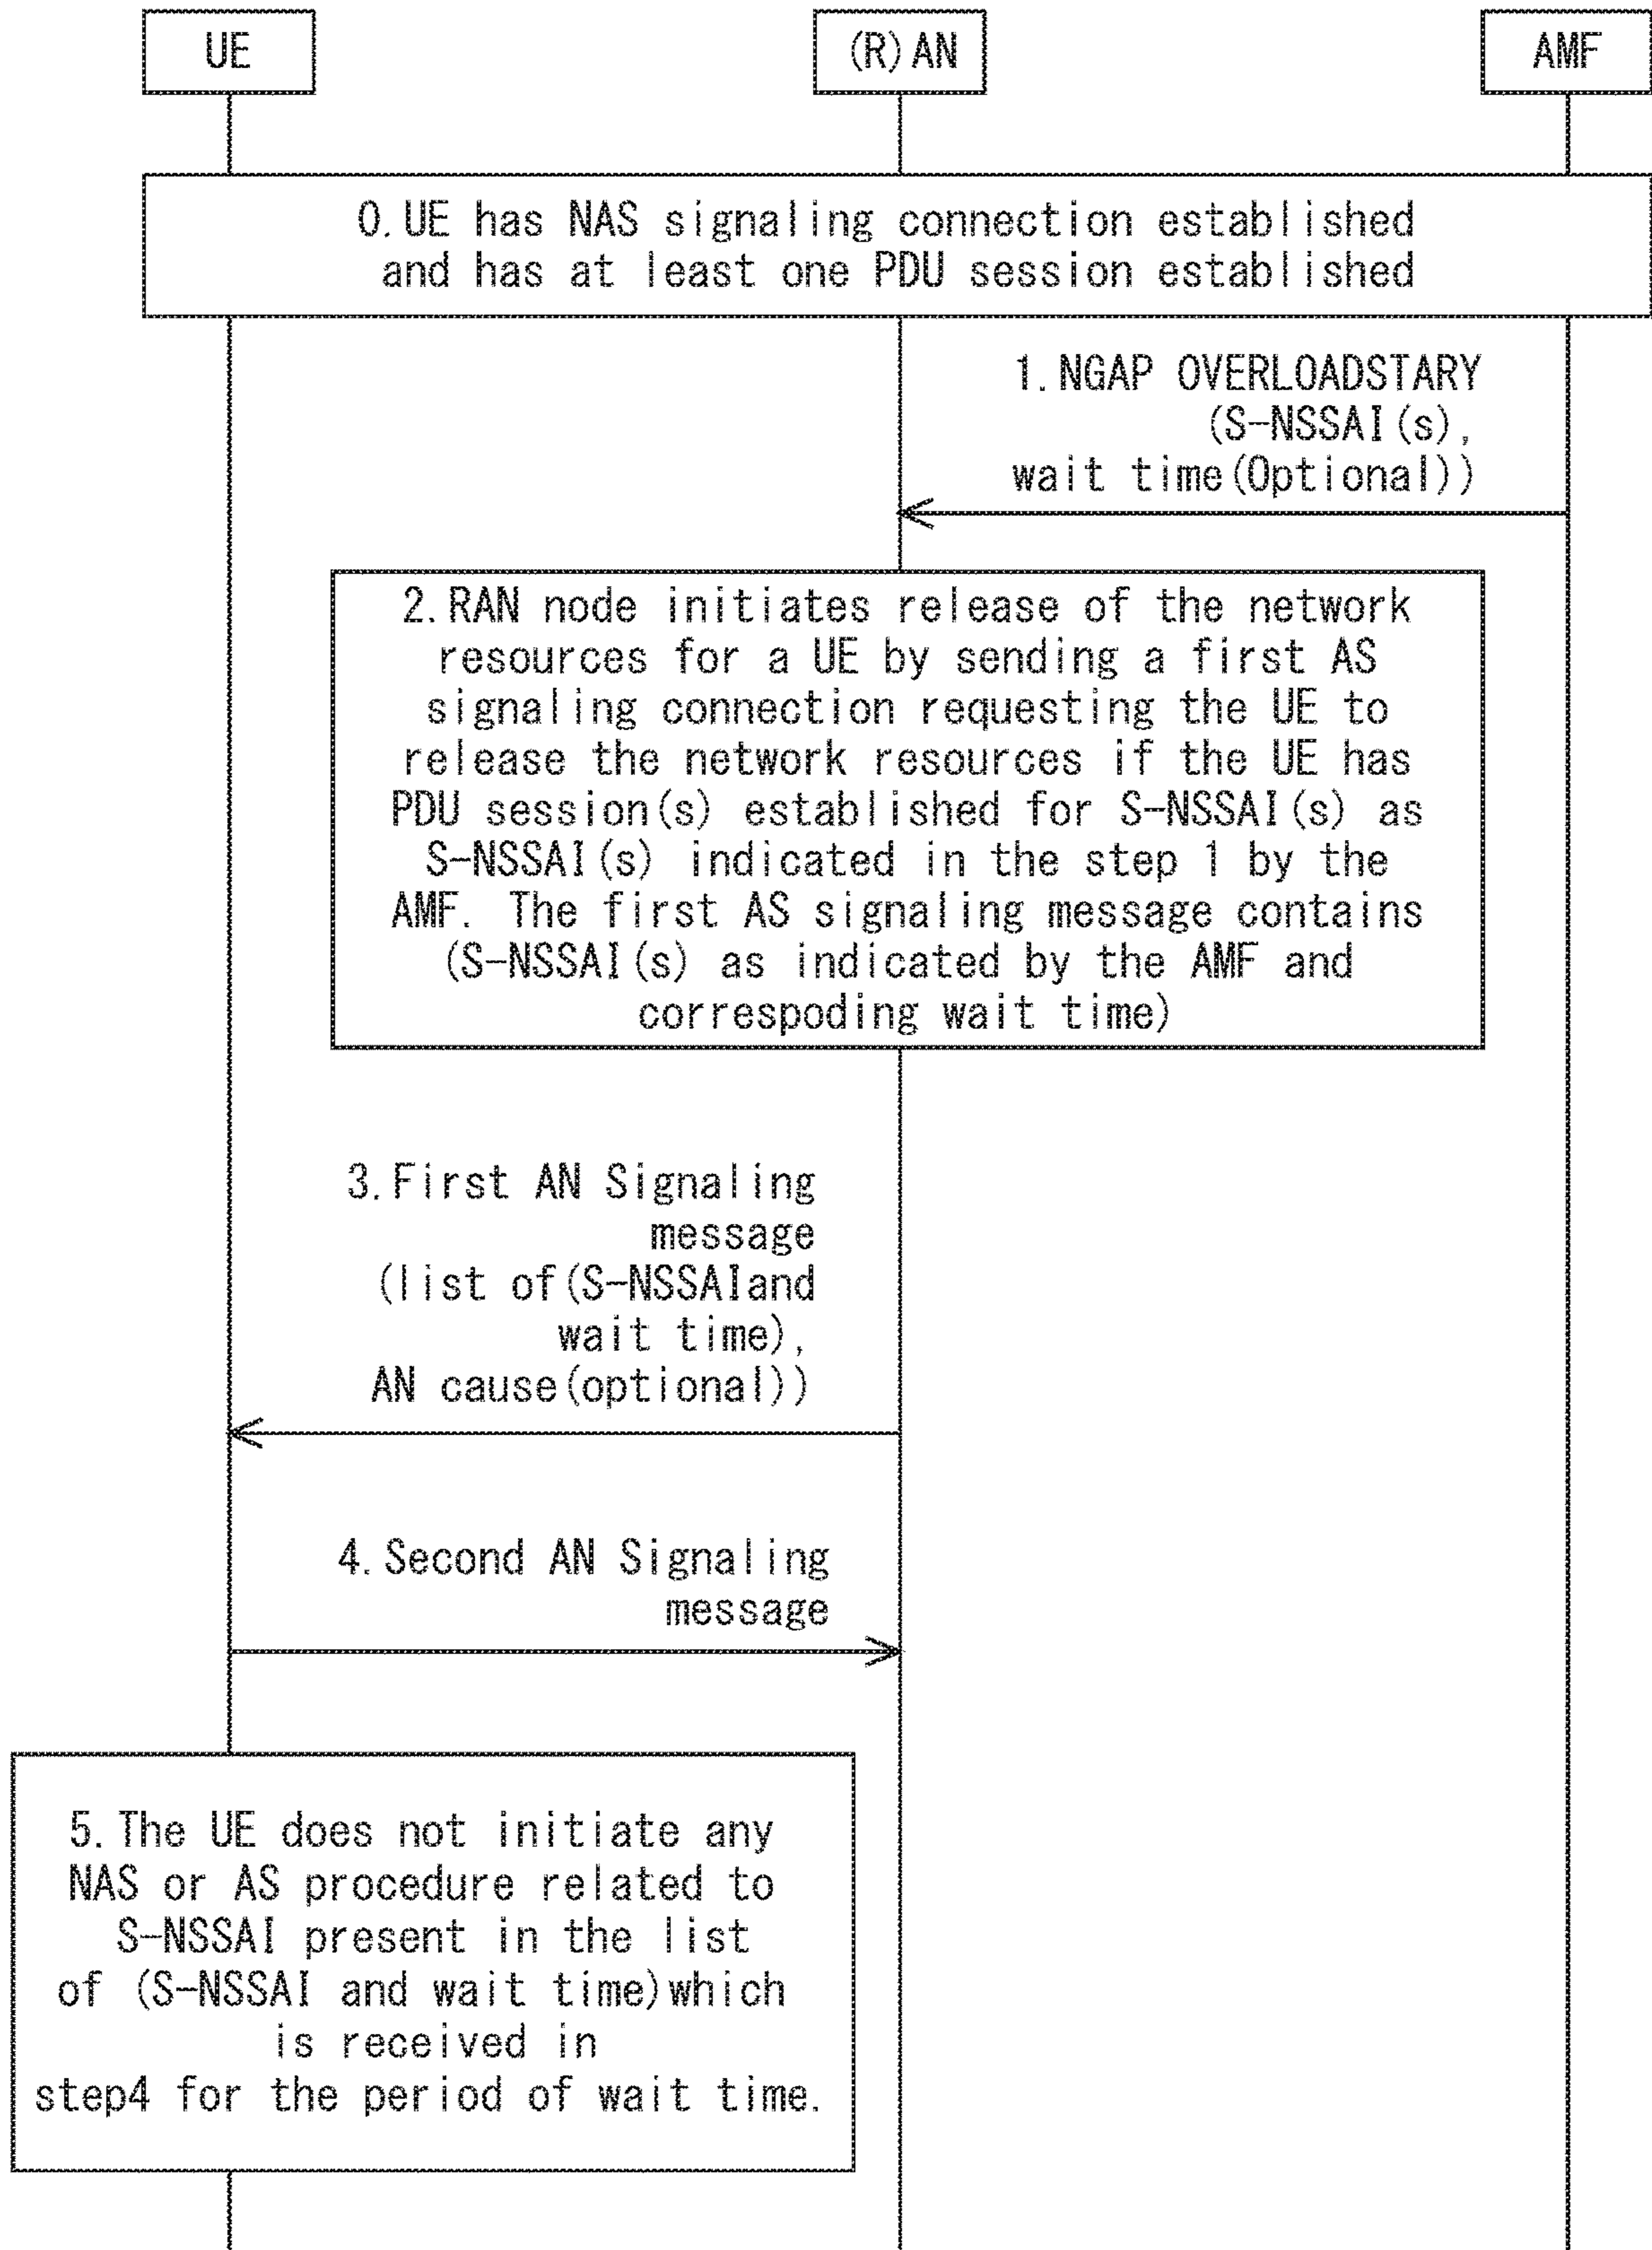 UE
(R)AN
AMF
0.UE has NAS signaling connection established
and has at least one PDU session established
1.NGAP OVERLOADSTARY
(S-NSSAI(s),
wait time(Optional))
2.RAN node initiates release of the network
resources for a UE by sending a first AS
signaling connection requesting the UE to
release the network resources if the UE has
PDU session(s) established for S-NSSAI(s) as
S-NSSAI(s) indicated in the step 1 by the
AMF. The first AS signaling message contains
(S-NSSAI(s) as indicated by the AMF and
correspoding wait time)
3.First AN Signaling
message
(list of(S-NSSAIand
wait time),
AN cause(optional))
4.Second AN Signaling
message
5.The UE does not initiate any
NAS or AS procedure related to
S-NSSAI present in the list
of (S-NSSAI and wait time)which
is received in
step4 for the period of wait time.